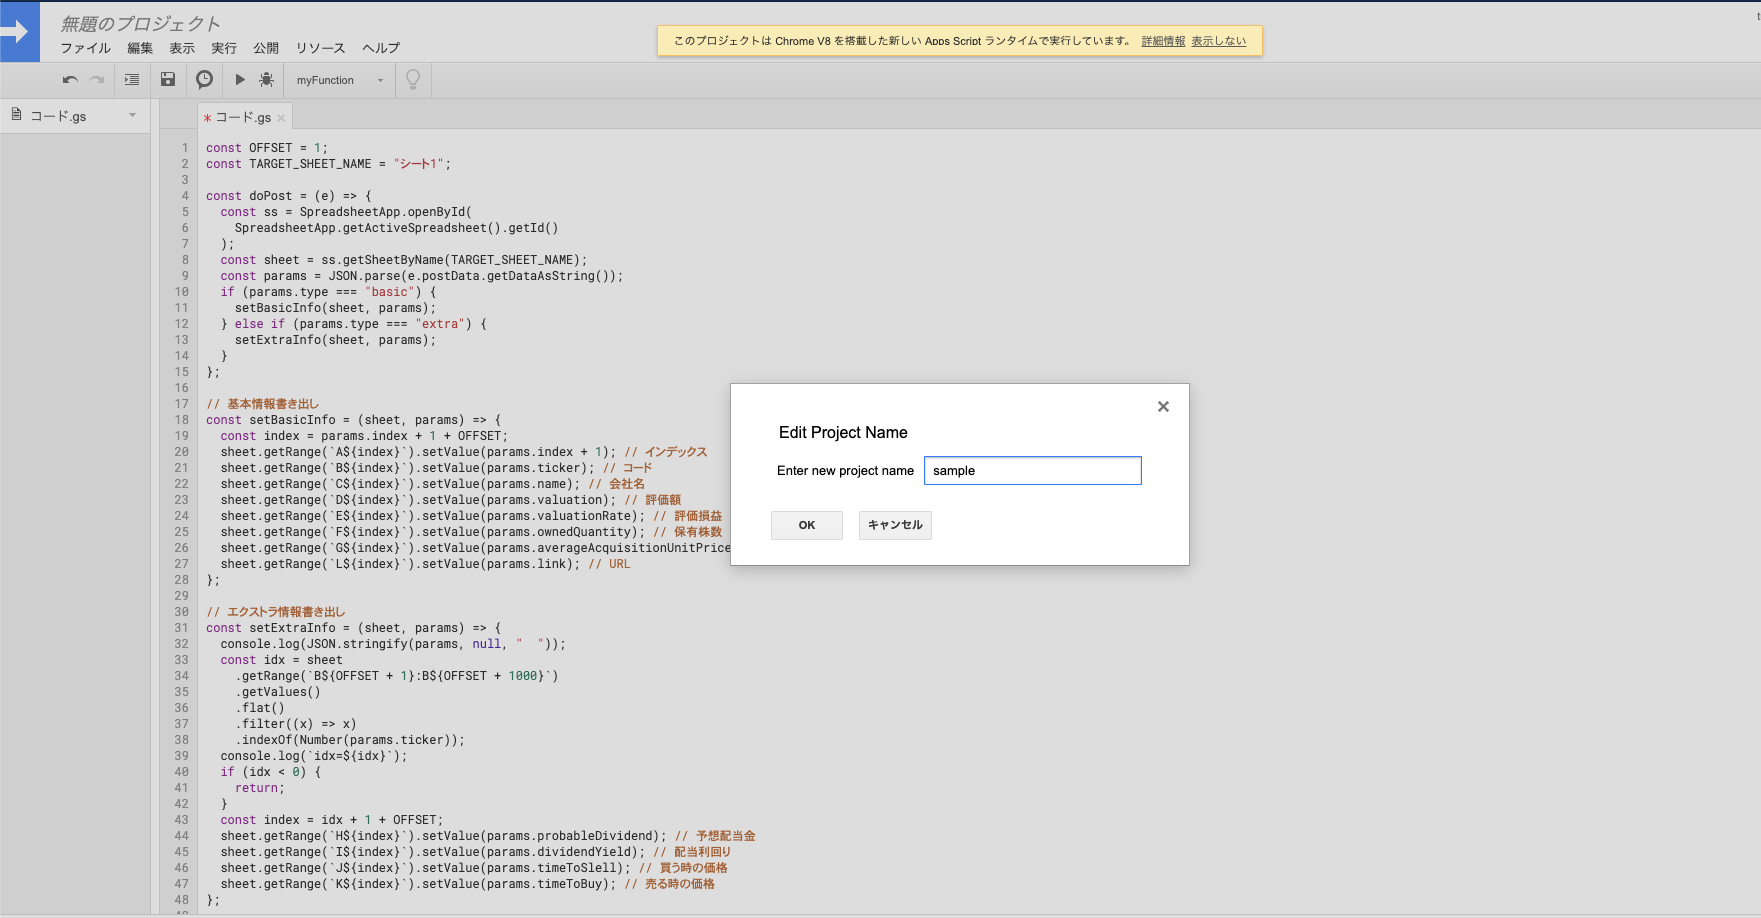 無題のプロジェクト
ファイル 編集 表示 実行 公開 リソース ヘルプ
このプロジェクトは Chrome V8 を搭載した新しい Apps Script ランタイムで実行しています。 詳細情報 表示しない
myFunction
コード.gs
* コード.gs ×
1 const OFFSET = 1;
2 const TARGET_SHEET_NAME = "シート1";
3
4 const doPost = (e) => {
5 const ss = SpreadsheetApp.openById(
6 SpreadsheetApp.getActiveSpreadsheet().getId()
7 );
8 const sheet = ss.getSheetByName(TARGET_SHEET_NAME);
9 const params = JSON.parse(e.postData.getDataAsString());
10 if (params.type === "basic") {
11 setBasicInfo(sheet, params);
12 } else if (params.type === "extra") {
13 setExtraInfo(sheet, params);
14 }
15 };
16
17 // 基本情報書き出し
18 const setBasicInfo = (sheet, params) => {
19 const index = params.index + 1 + OFFSET;
20 sheet.getRange(`A${index}`).setValue(params.index + 1); // インデックス
21 sheet.getRange(`B${index}`).setValue(params.ticker); // コード
22 sheet.getRange(`C${index}`).setValue(params.name); // 会社名
23 sheet.getRange(`D${index}`).setValue(params.valuation); // 評価額
24 sheet.getRange(`E${index}`).setValue(params.valuationRate); // 評価損益
25 sheet.getRange(`F${index}`).setValue(params.ownedQuantity); // 保有株数
26 sheet.getRange(`G${index}`).setValue(params.averageAcquisitionUnitPrice
27 sheet.getRange(`L${index}`).setValue(params.link); // URL
28 };
29
30 // エクストラ情報書き出し
31 const setExtraInfo = (sheet, params) => {
32 console.log(JSON.stringify(params, null, "  "));
33 const idx = sheet
34 .getRange(`B${OFFSET + 1}:B${OFFSET + 1000}`)
35 .getValues()
36 .flat()
37 .filter((x) => x)
38 .indexOf(Number(params.ticker));
39 console.log(`idx=${idx}`);
40 if (idx < 0) {
41 return;
42 }
43 const index = idx + 1 + OFFSET;
44 sheet.getRange(`H${index}`).setValue(params.probableDividend); // 予想配当金
45 sheet.getRange(`I${index}`).setValue(params.dividendYield); // 配当利回り
46 sheet.getRange(`J${index}`).setValue(params.timeToSlell); // 買う時の価格
47 sheet.getRange(`K${index}`).setValue(params.timeToBuy); // 売る時の価格
48 };
Edit Project Name
Enter new project name sample
OK キャンセル